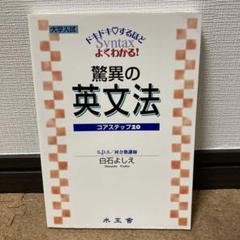 大学入試
ドキドキ♡するほど
Syntax
よくわかる!
驚異の
英文法
コアステップ20
S.P.S./河合塾講師
白石よしえ
Shiraishi Yoshie
水王舎